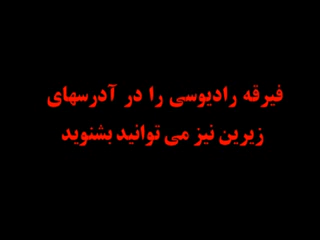 فیرقه رادیوسی را در آدرسهای
زیرین نیز می توانید بشنوید